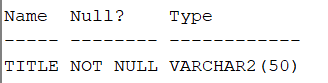 Name  Null?    Type
----- -------- ------------
TITLE NOT NULL VARCHAR2(50)